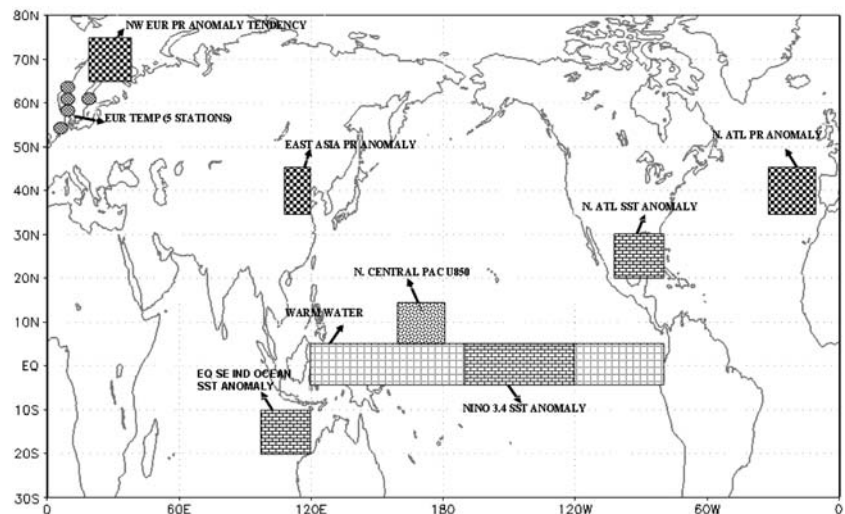 80N
NW EUR PR ANOMALY TENDENCY
70N
60N
EUR TEMP (5 STATIONS)
50N
EAST ASIA PR ANOMALY
N. ATL PR ANOMALY
40N
N. ATL SST ANOMALY
30N
20N
N. CENTRAL PAC U850
10N
WARM WATER
EQ
EQ SE IND OCEAN
SST ANOMALY
NINO 3.4 SST ANOMALY
10S
20S
30S
0 60E 120E 180 120W 60W 0